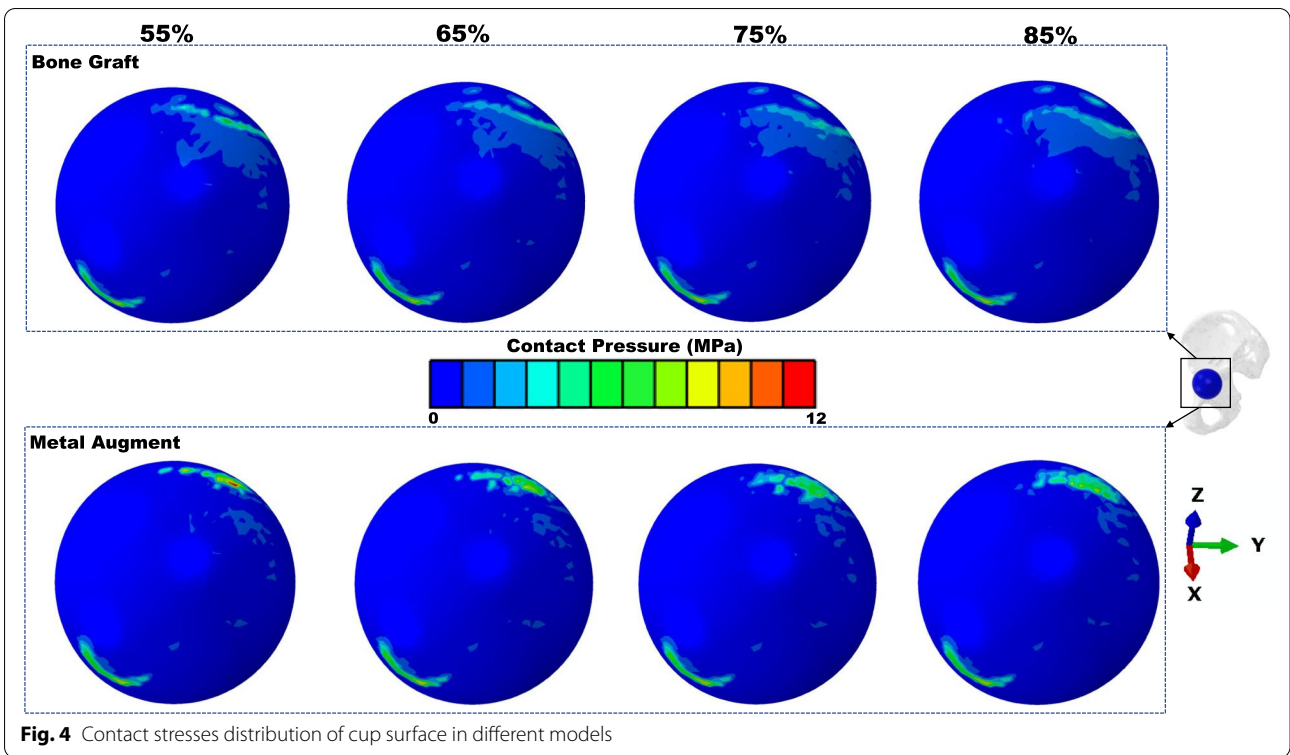 55% 65% 75% 85%
Bone Graft
Contact Pressure (MPa)
0 12
Metal Augment
Z
Y
X
Fig. 4 Contact stresses distribution of cup surface in different models